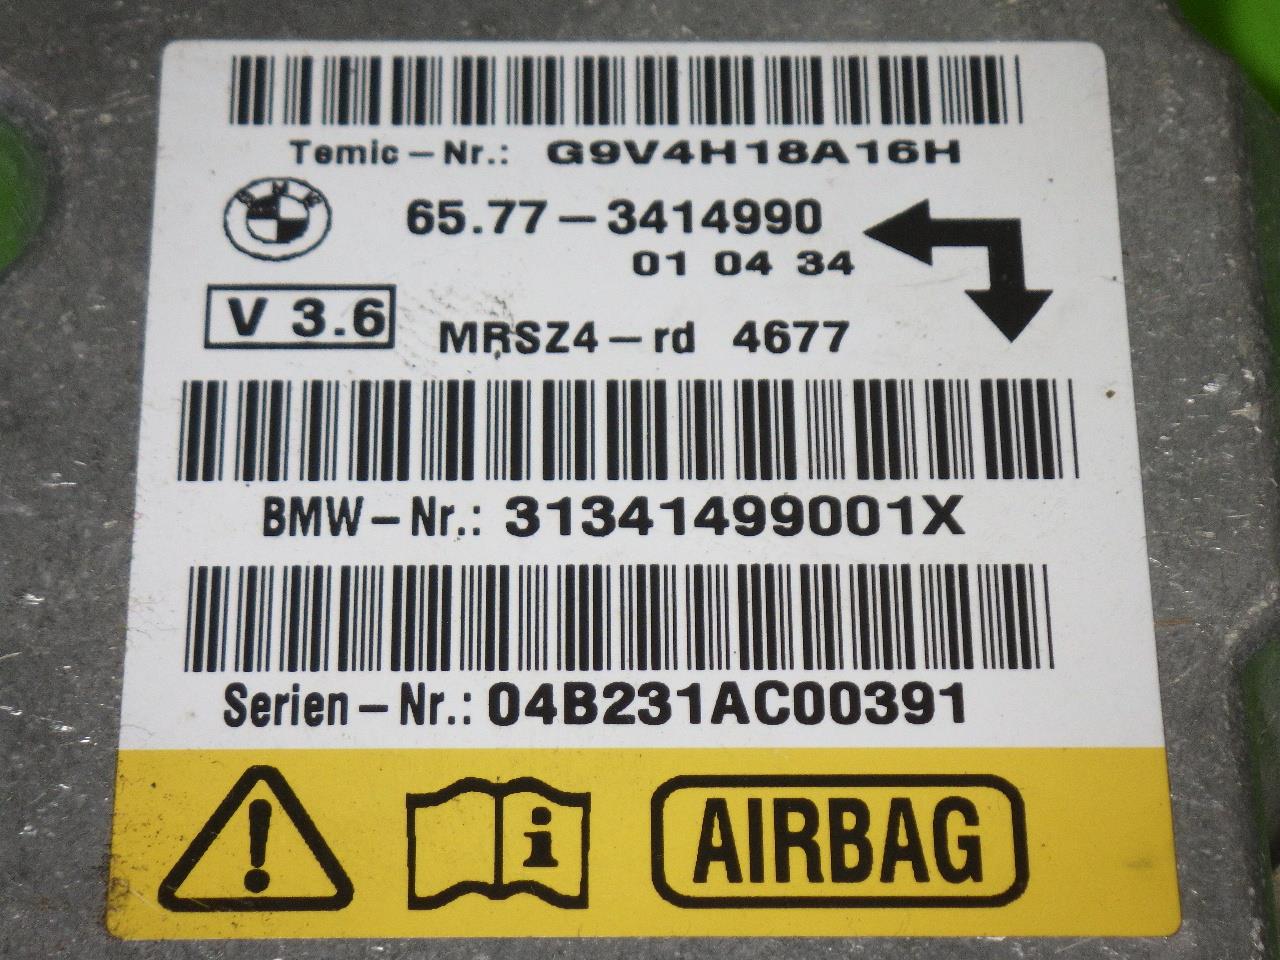 Temic-Nr.: G9V4H18A16H
BMW
65.77-3414990
01 04 34
V 3.6
MRSZ4-rd 4677
BMW-Nr.: 31341499001X
Serien-Nr.: 04B231AC00391
! i AIRBAG